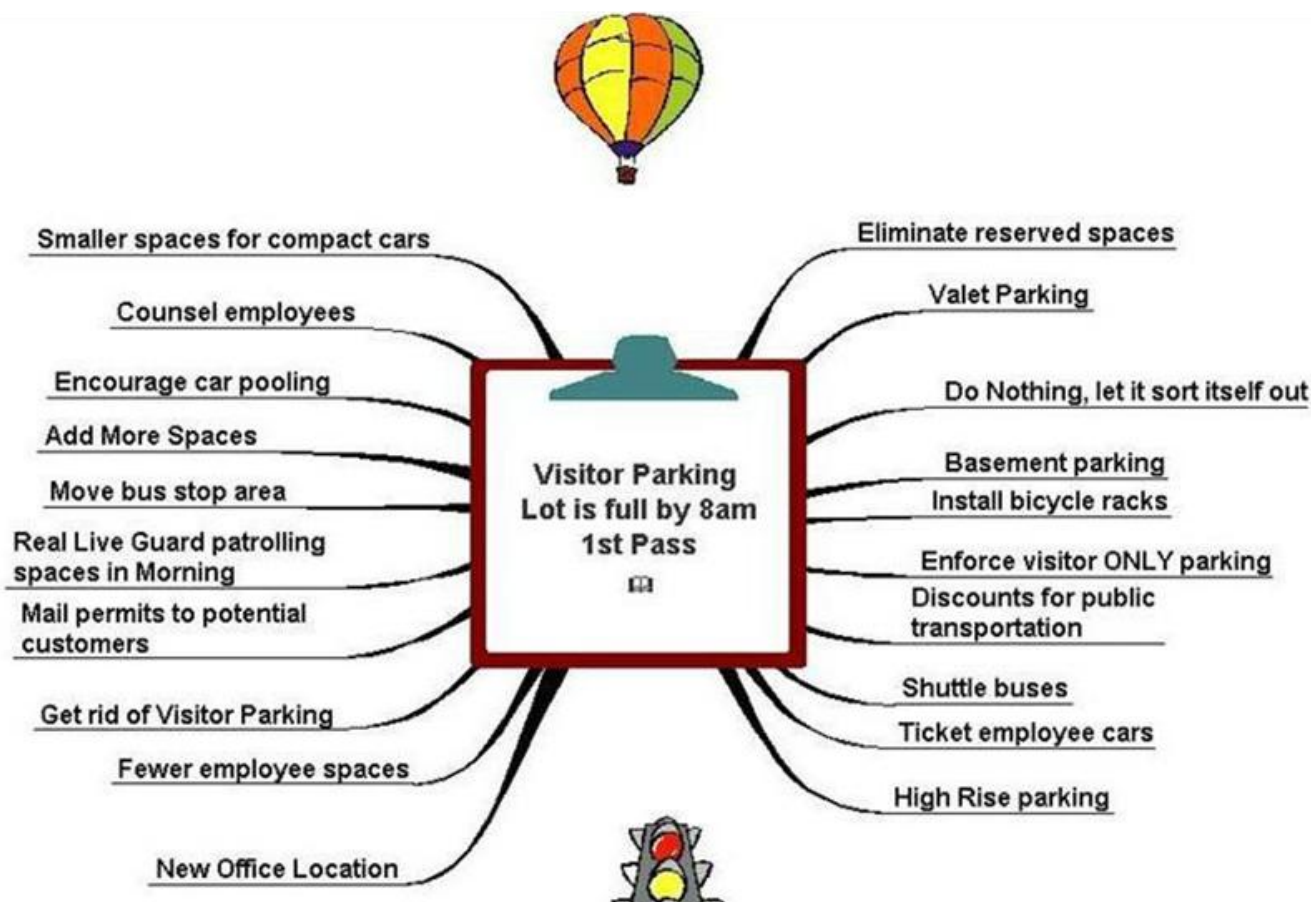 Smaller spaces for compact cars
Counsel employees
Encourage car pooling
Add More Spaces
Move bus stop area
Real Live Guard patrolling
spaces in Morning
Mail permits to potential
customers
Get rid of Visitor Parking
Fewer employee spaces
New Office Location
Visitor Parking
Lot is full by 8am
1st Pass
Eliminate reserved spaces
Valet Parking
Do Nothing, let it sort itself out
Basement parking
Install bicycle racks
Enforce visitor ONLY parking
Discounts for public
transportation
Shuttle buses
Ticket employee cars
High Rise parking